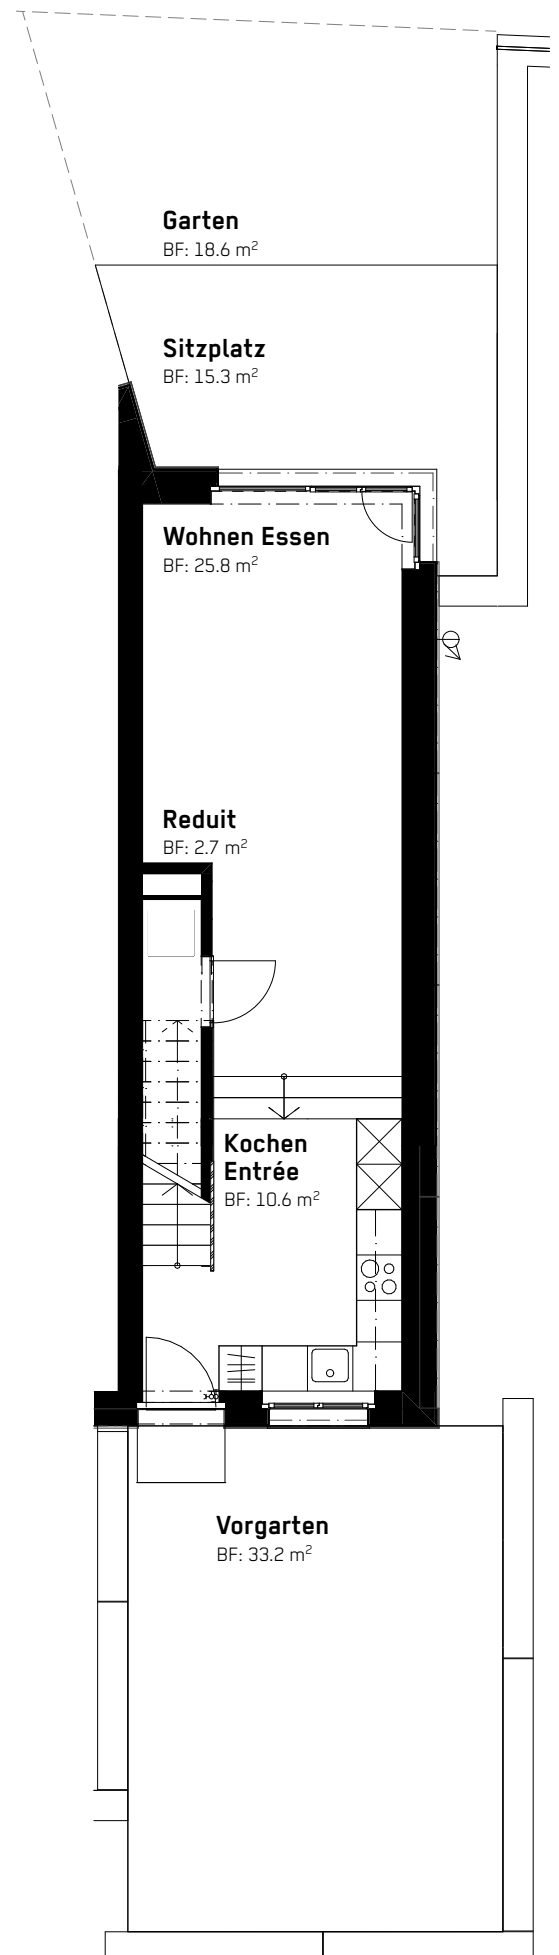 Garten
BF: 18.6 m²
Sitzplatz
BF: 15.3 m²
Wohnen Essen
BF: 25.8 m²
Reduit
BF: 2.7 m²
Kochen
Entrée
BF: 10.6 m²
Vorgarten
BF: 33.2 m²